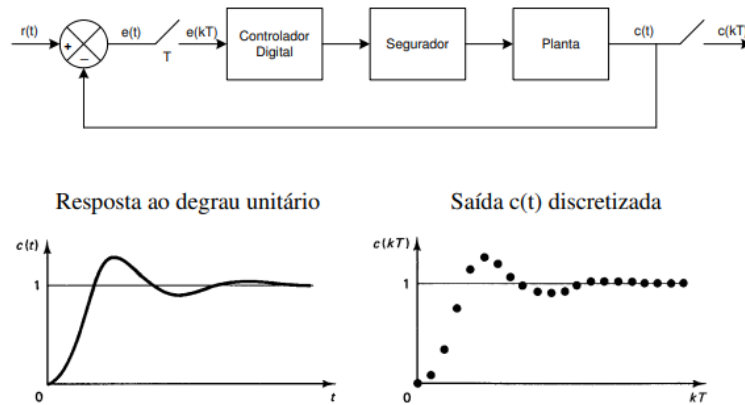 r(t) + − e(t) T e(kT) Controlador Digital Segurador Planta c(t) c(kT)
Resposta ao degrau unitário
Saída c(t) discretizada
c(t)
1
0
t
c(kT)
1
0
kT